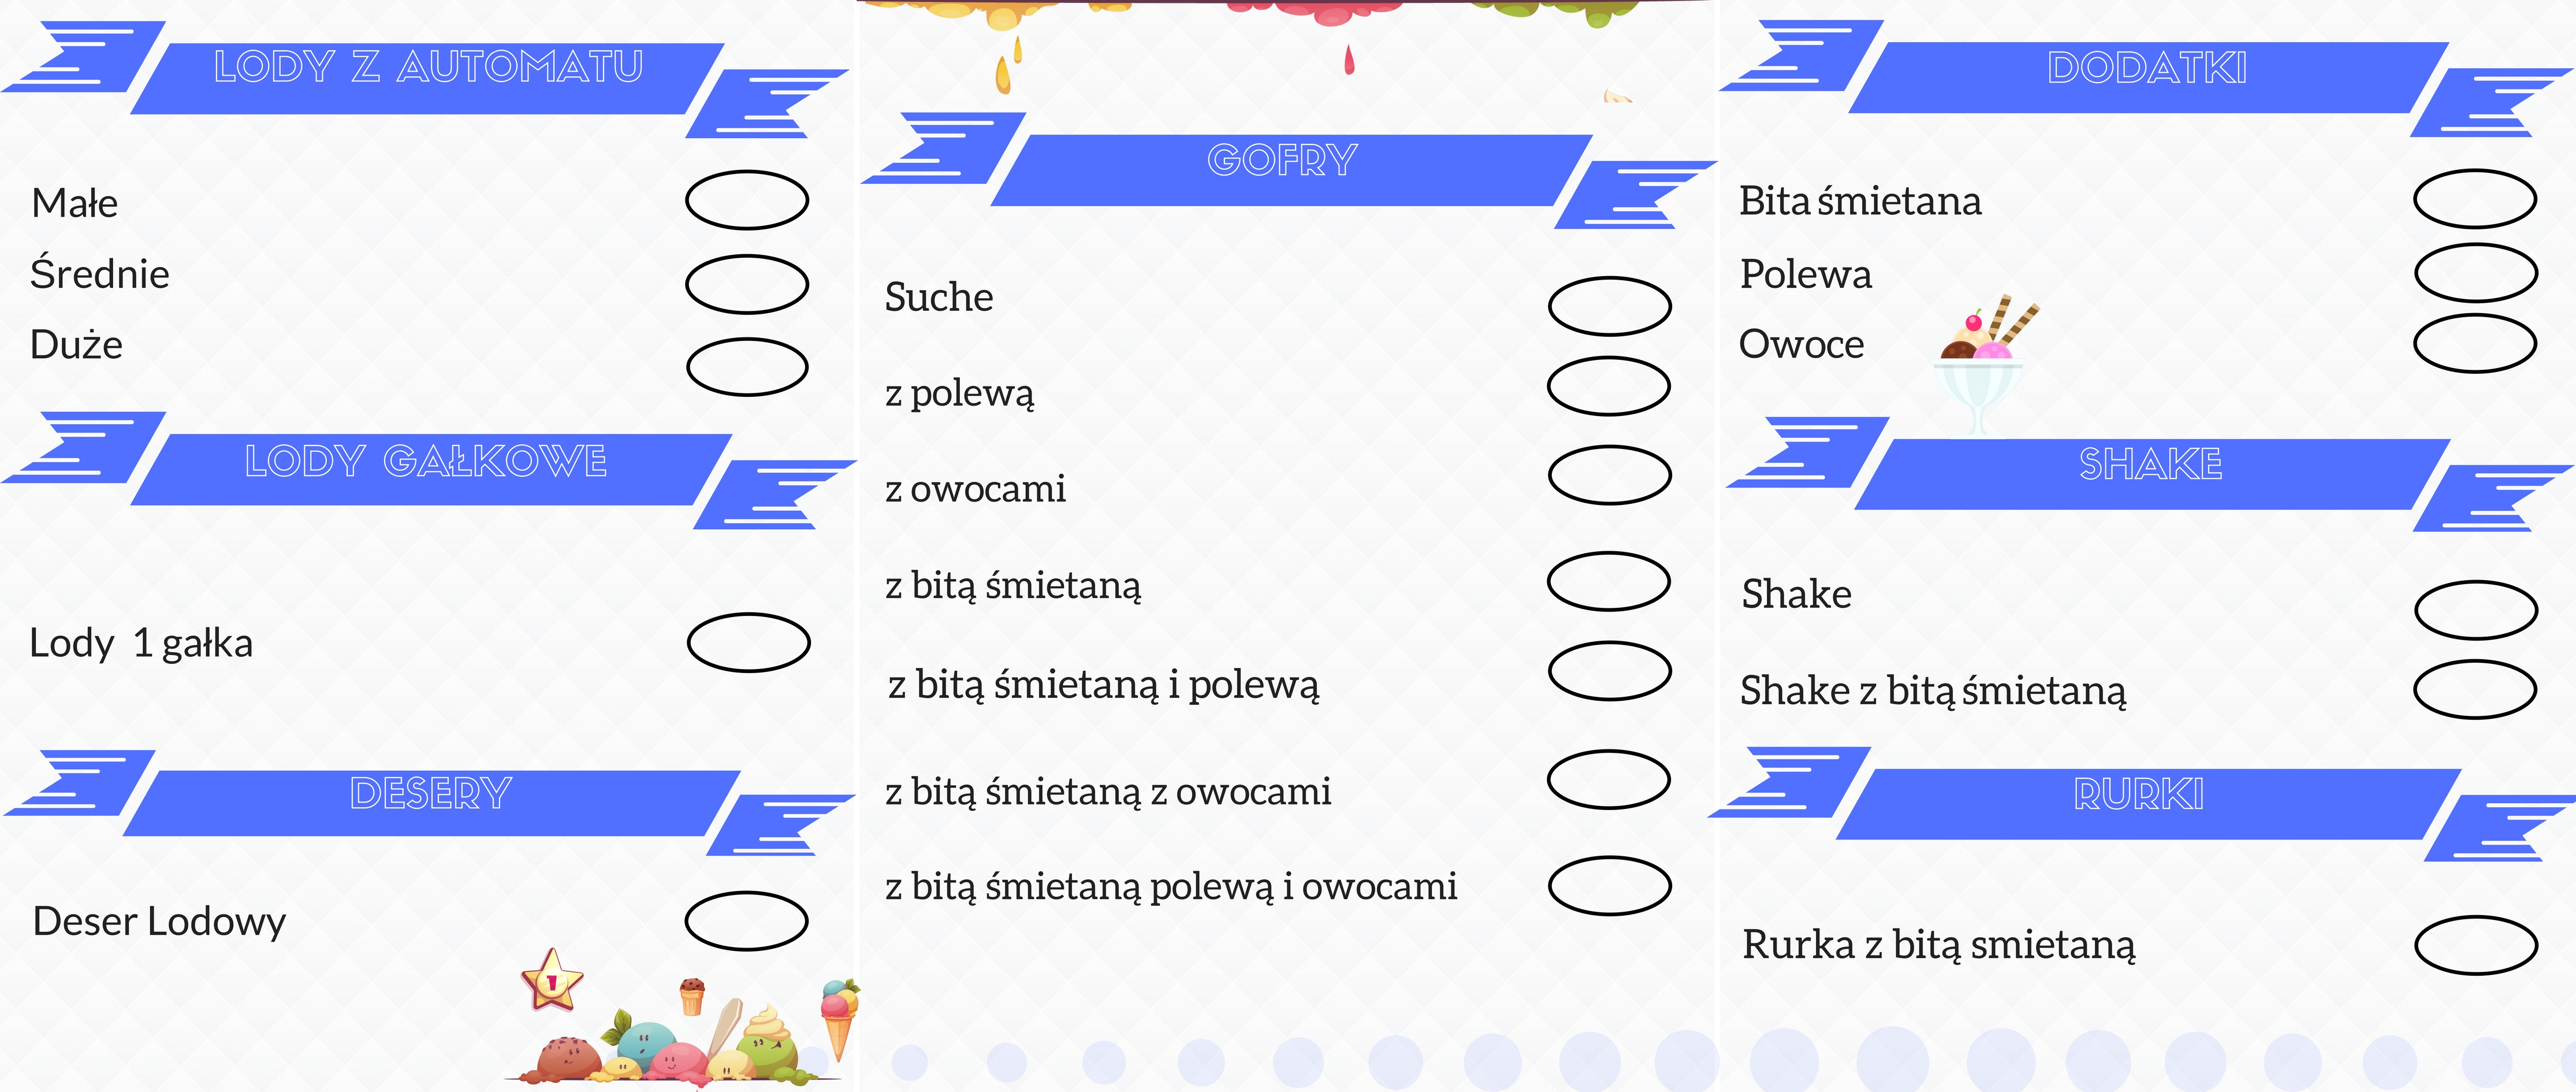 LODY Z AUTOMATU
Małe
Średnie
Duże
LODY GAŁKOWE
Lody 1 gałka
DESERY
Deser Lodowy
1
GOFRY
Suche
z polewą
z owocami
z bitą śmietaną
z bitą śmietaną i polewą
z bitą śmietaną z owocami
z bitą śmietaną polewą i owocami
DODATKI
Bita śmietana
Polewa
Owoce
SHAKE
Shake
Shake z bitą śmietaną
RURKI
Rurka z bitą smietaną